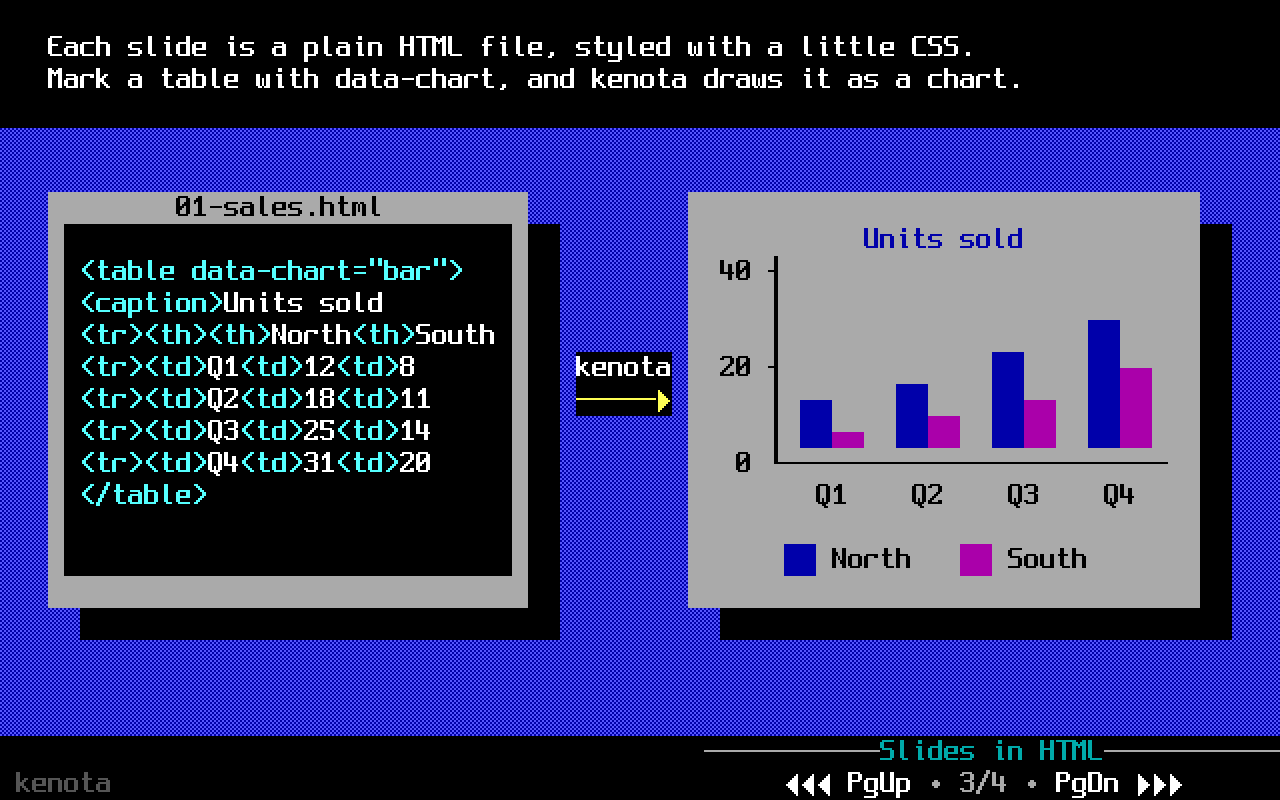 Each slide is a plain HTML file, styled with a little CSS.
Mark a table with data-chart, and kenota draws it as a chart.
01-sales.html
<table data-chart="bar">
<caption>Units sold
<tr><th><th>North<th>South
<tr><td>Q1<td>12<td>8
<tr><td>Q2<td>18<td>11
<tr><td>Q3<td>25<td>14
<tr><td>Q4<td>31<td>20
</table>
kenota
Units sold
40
20
0
Q1 Q2 Q3 Q4
North South
Slides in HTML
kenota
PgUp • 3/4 • PgDn